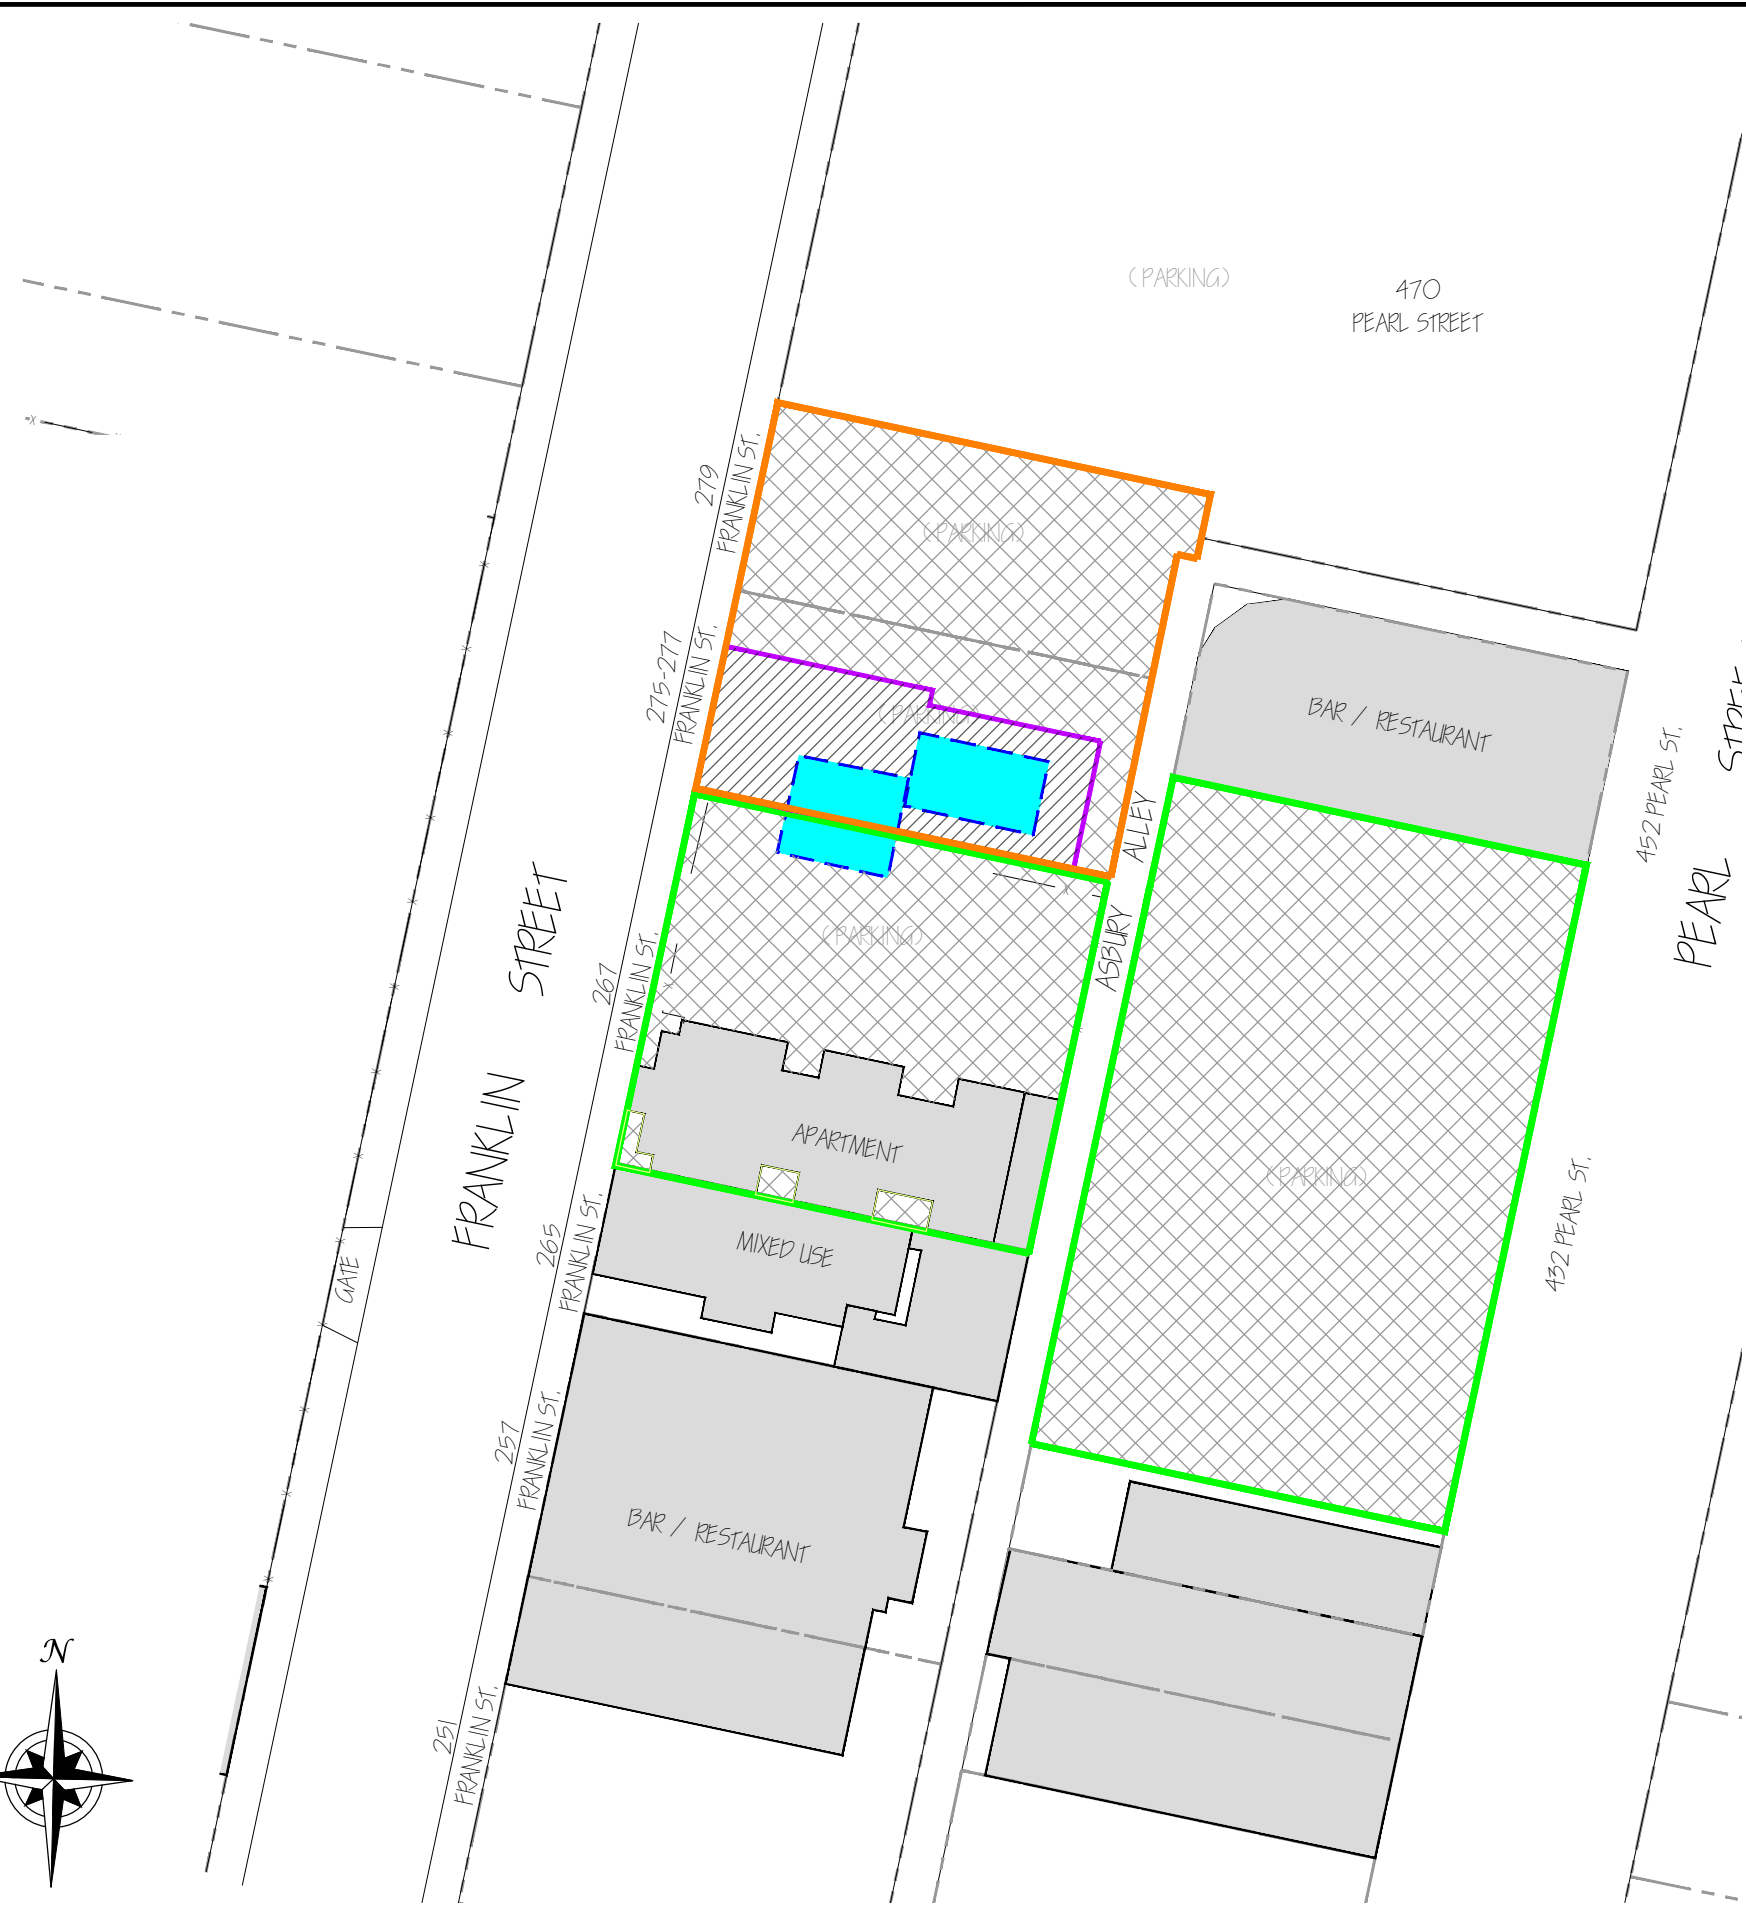 (PARKING)
470
PEARL STREET
279
FRANKLIN ST.
(PARKING)
275-277
FRANKLIN ST.
(PARKING)
BAR / RESTAURANT
452 PEARL ST.
STREET
PEARL
ASBURY ALLEY
FRANKLIN STREET
267
FRANKLIN ST.
(PARKING)
APARTMENT
(PARKING)
432 PEARL ST.
265
FRANKLIN ST.
MIXED USE
GATE
257
FRANKLIN ST.
BAR / RESTAURANT
N
251
FRANKLIN ST.